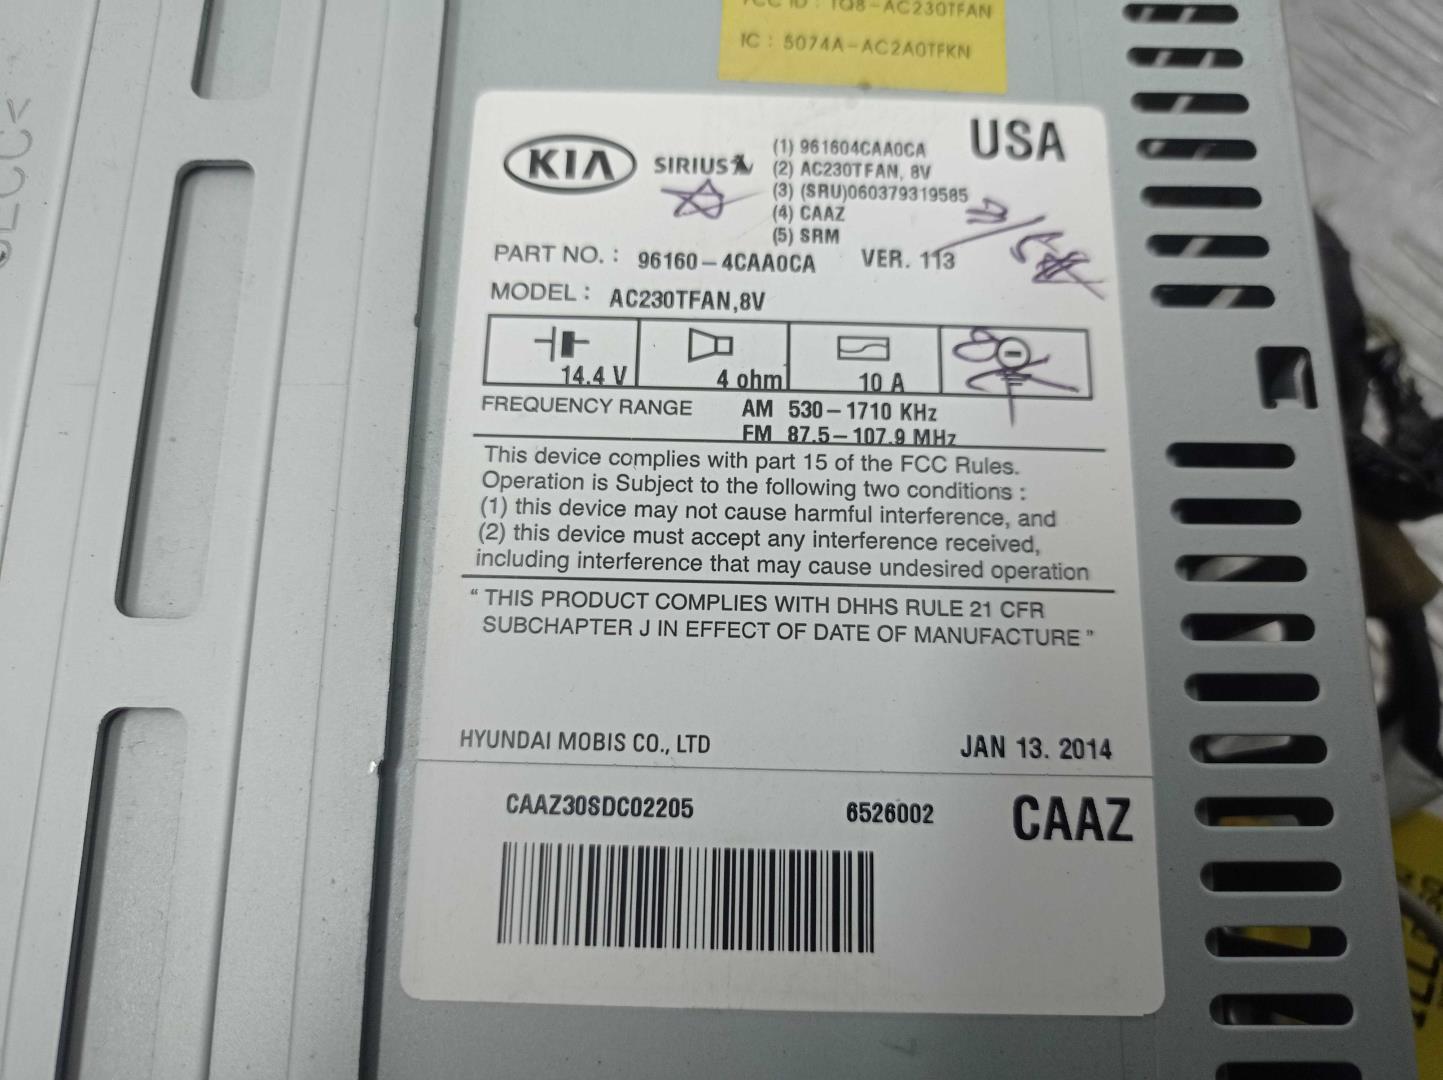 FCC ID : TQ8-AC230TFAN
IC : 5074A-AC2A0TFKN
USA
KIA
SIRIUS
(1) 961604CAA0CA
(2) AC230TFAN, 8V
(3) (SRU)060379319585
(4) CAAZ
(5) SRM
PART NO. : 96160-4CAA0CA VER. 113
MODEL : AC230TFAN,8V
14.4 V 4 ohm 10 A
FREQUENCY RANGE AM 530-1710 KHz
FM 87.5-107.9 MHz
This device complies with part 15 of the FCC Rules.
Operation is Subject to the following two conditions :
(1) this device may not cause harmful interference, and
(2) this device must accept any interference received,
including interference that may cause undesired operation
“ THIS PRODUCT COMPLIES WITH DHHS RULE 21 CFR
SUBCHAPTER J IN EFFECT OF DATE OF MANUFACTURE ”
HYUNDAI MOBIS CO., LTD JAN 13. 2014
CAAZ30SDC02205 6526002 CAAZ